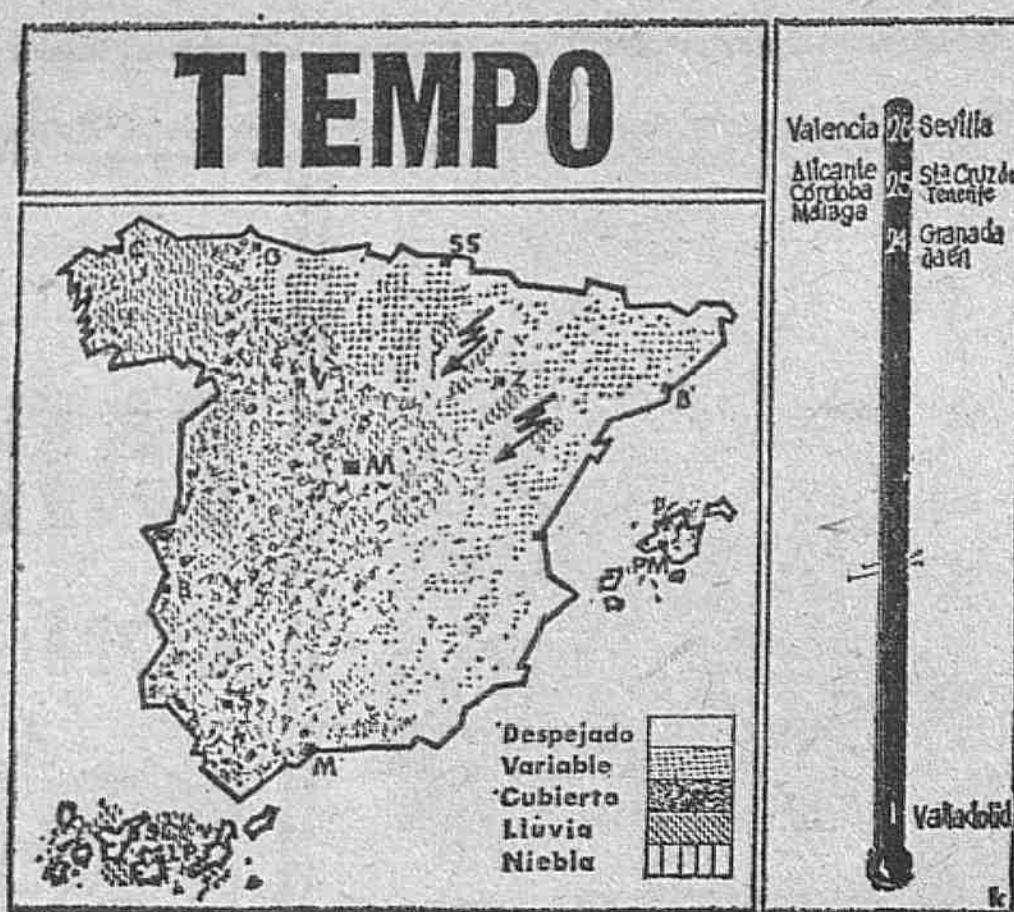 TIEMPO
C
O
SS
V
Z
B
M
PM
M
Despejado
Variable
Cubierto
Lluvia
Niebla
Valencia 26 Sevilla
Alicante
Córdoba
Málaga
25
Sta Cruz de
Tenerife
24
Granada
Jaén
Valladolid